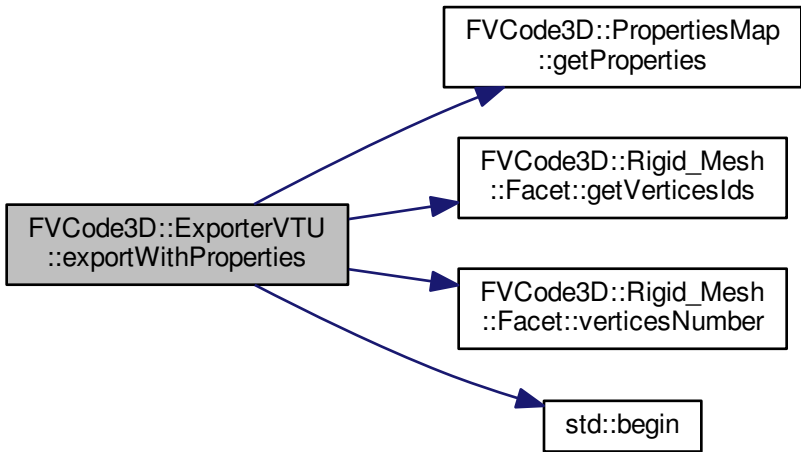 FVCode3D::PropertiesMap
::getProperties
FVCode3D::Rigid_Mesh
::Facet::getVerticesIds
FVCode3D::ExporterVTU
::exportWithProperties
FVCode3D::Rigid_Mesh
::Facet::verticesNumber
std::begin